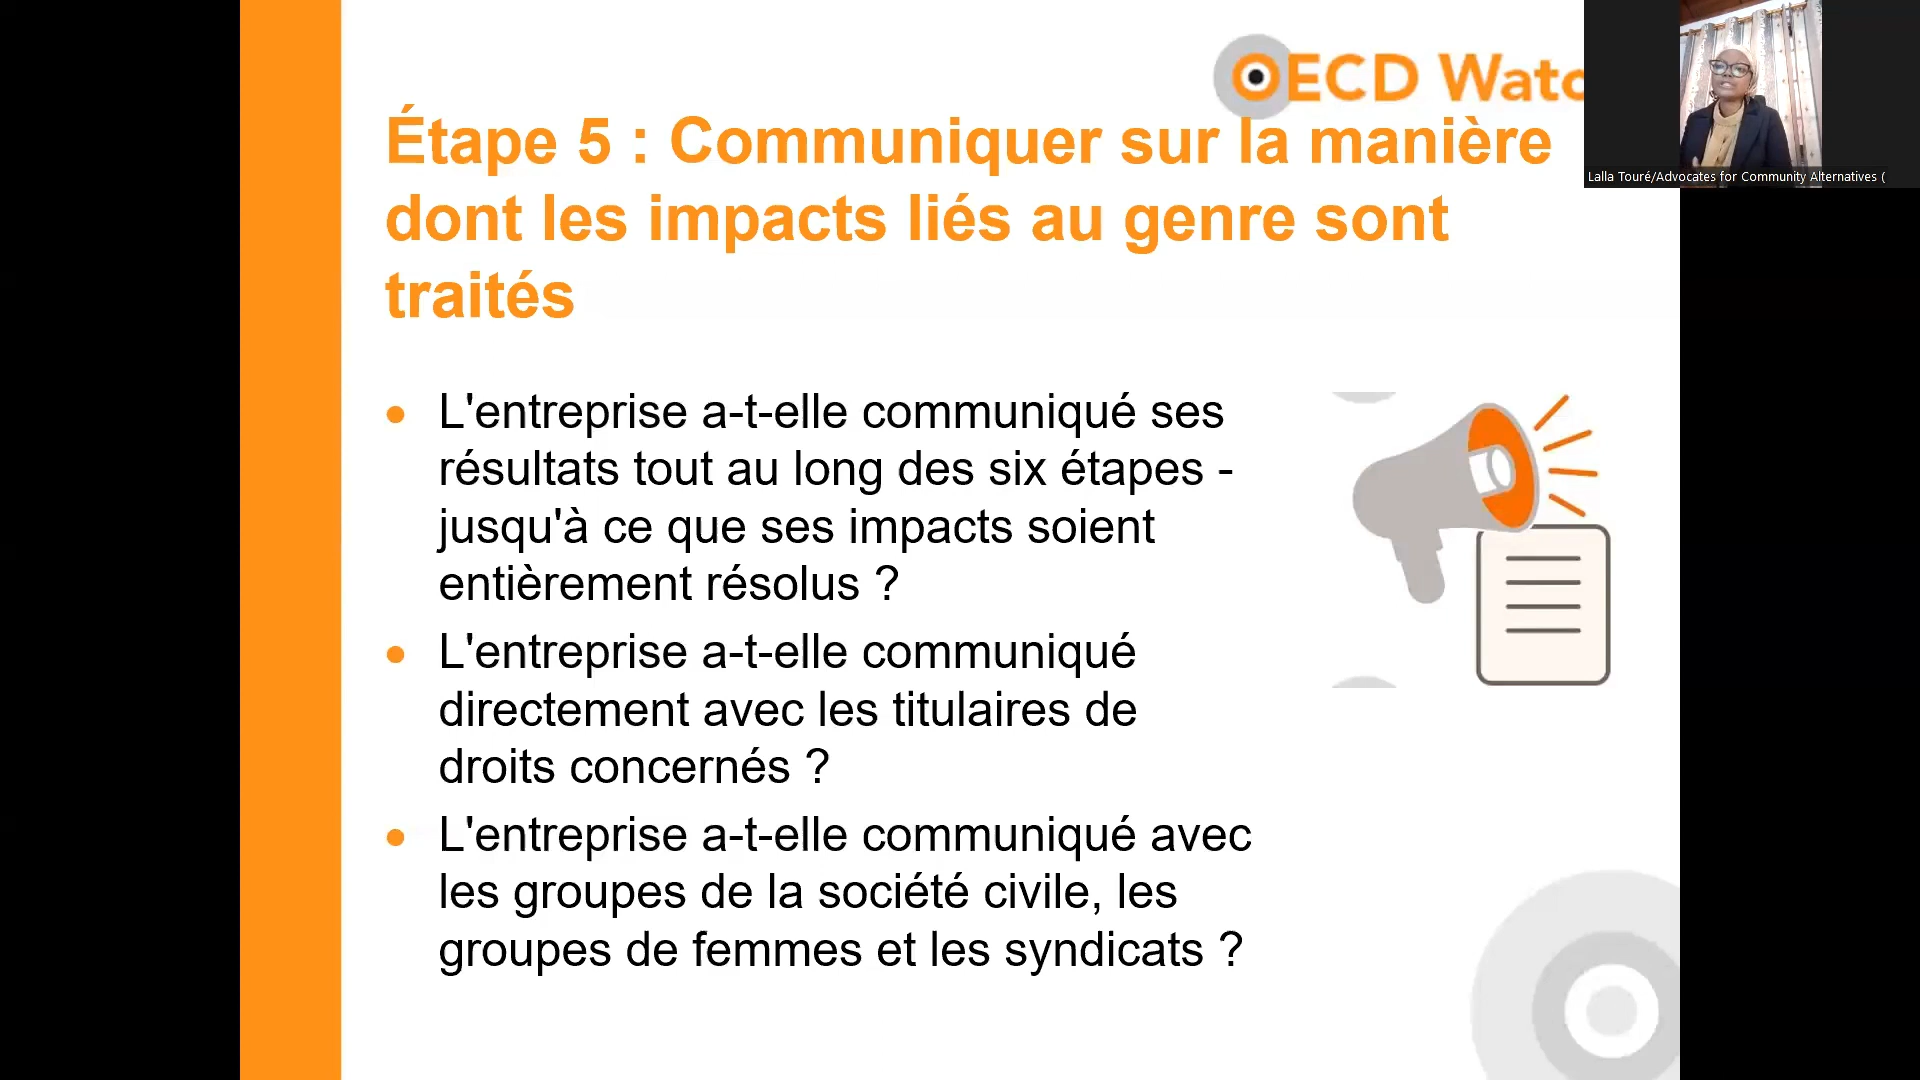 OECD Watc
Étape 5 : Communiquer sur la manière
dont les impacts liés au genre sont
traités
Lalla Touré/Advocates for Community Alternatives (
L'entreprise a-t-elle communiqué ses
résultats tout au long des six étapes -
jusqu'à ce que ses impacts soient
entièrement résolus ?
L'entreprise a-t-elle communiqué
directement avec les titulaires de
droits concernés ?
L'entreprise a-t-elle communiqué avec
les groupes de la société civile, les
groupes de femmes et les syndicats ?